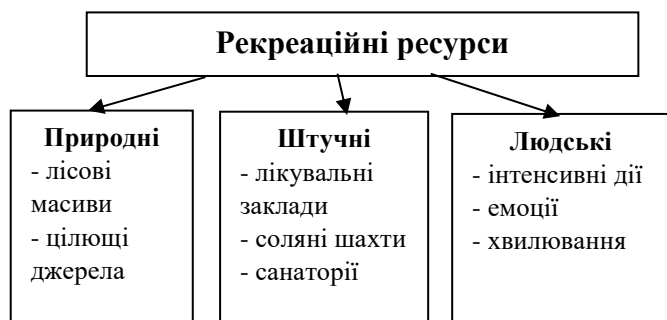 Рекреаційні ресурси
Природні
- лісові
масиви
- цілющі
джерела
Штучні
- лікувальні
заклади
- соляні шахти
- санаторії
Людські
- інтенсивні дії
- емоції
- хвилювання